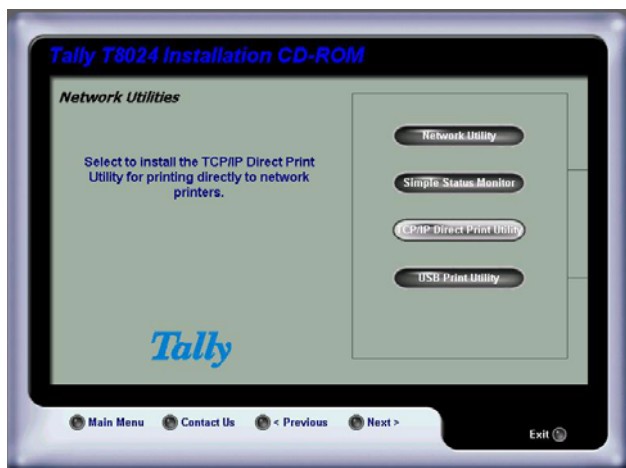 Tally T8024 Installation CD-ROM
Network Utilities
Select to install the TCP/IP Direct Print
Utility for printing directly to network
printers.
Network Utility
Simple Status Monitor
TCP/IP Direct Print Utility
USB Print Utility
Tally
Main Menu
Contact Us
< Previous
Next >
Exit